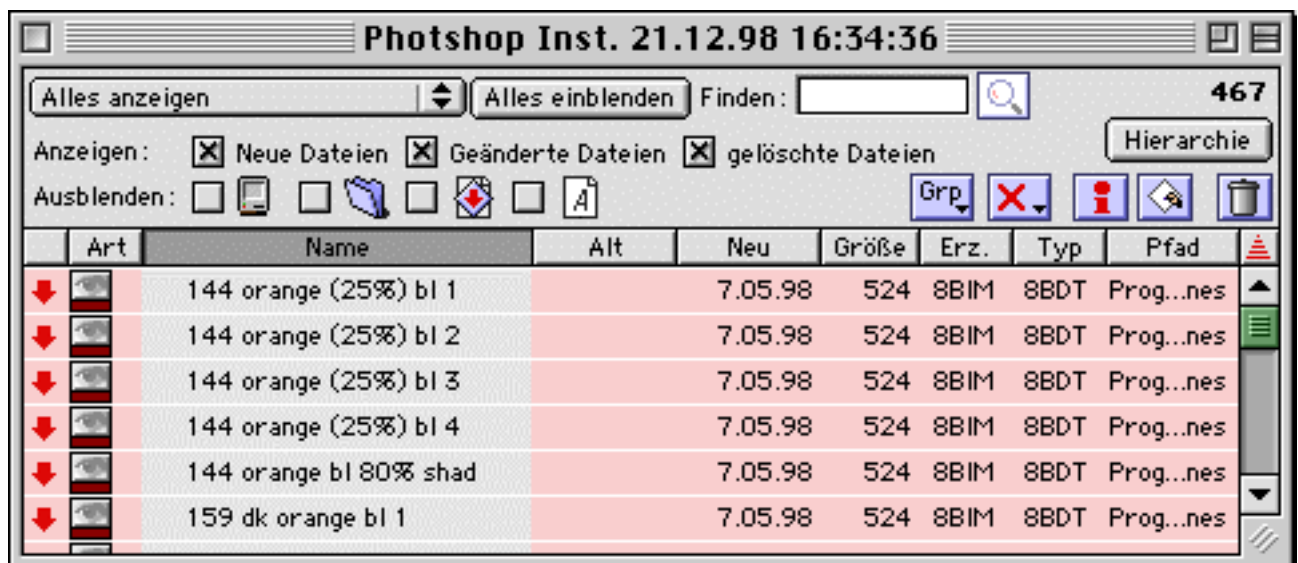 Photshop Inst. 21.12.98 16:34:36
Alles anzeigen Alles einblenden Finden: 467
Hierarchie
Anzeigen: Neue Dateien Geänderte Dateien gelöschte Dateien
Ausblenden: A Grp
Art Name Alt Neu Größe Erz. Typ Pfad
144 orange (25%) bl 1 7.05.98 524 8BIM 8BDT Prog...nes
144 orange (25%) bl 2 7.05.98 524 8BIM 8BDT Prog...nes
144 orange (25%) bl 3 7.05.98 524 8BIM 8BDT Prog...nes
144 orange (25%) bl 4 7.05.98 524 8BIM 8BDT Prog...nes
144 orange bl 80% shad 7.05.98 524 8BIM 8BDT Prog...nes
159 dk orange bl 1 7.05.98 524 8BIM 8BDT Prog...nes